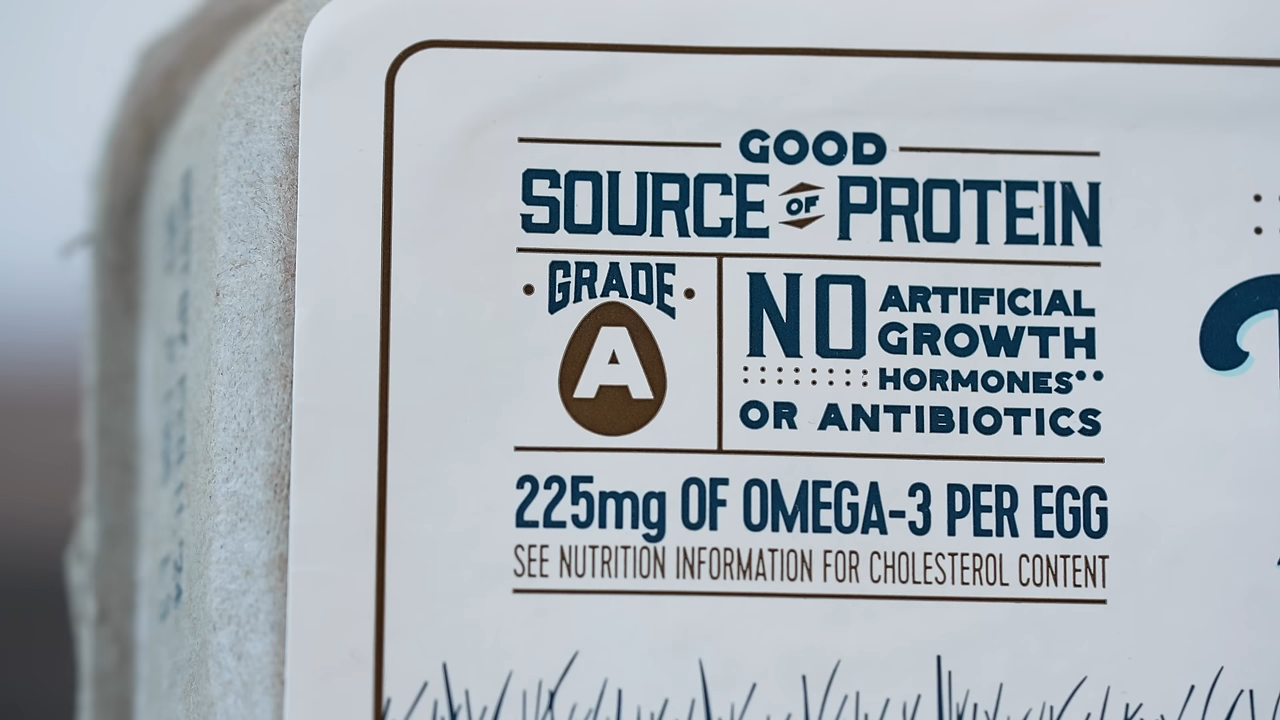 GOOD
SOURCE OF PROTEIN
GRADE
A
NO ARTIFICIAL
GROWTH
HORMONES**
OR ANTIBIOTICS
225mg OF OMEGA-3 PER EGG
SEE NUTRITION INFORMATION FOR CHOLESTEROL CONTENT